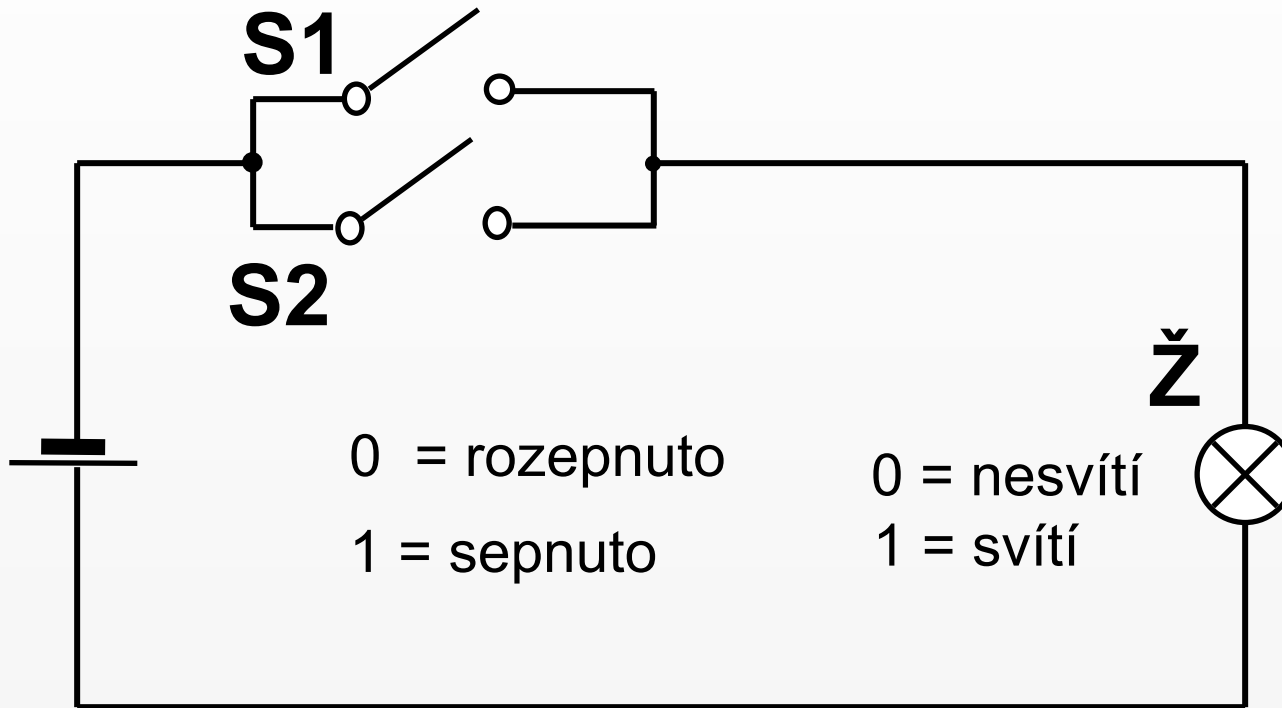 S1
S2
Ž
0 = rozepnuto
1 = sepnuto
0 = nesvítí
1 = svítí